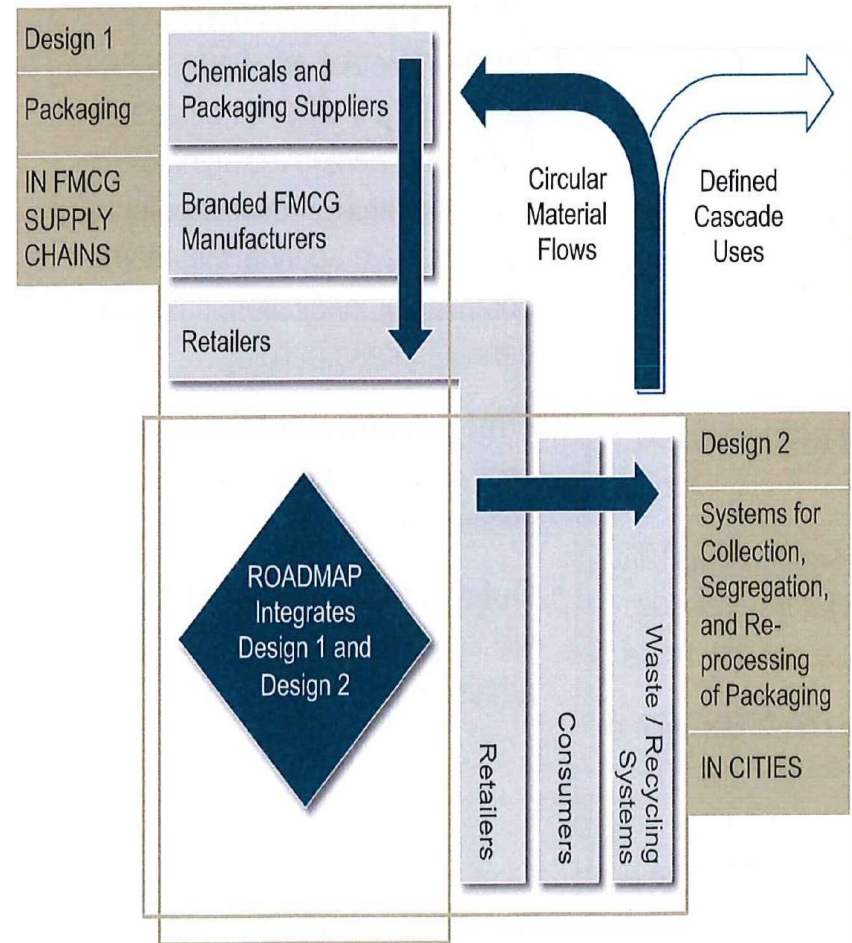 Design 1
Packaging
IN FMCG
SUPPLY
CHAINS
Chemicals and
Packaging Suppliers
Branded FMCG
Manufacturers
Retailers
Circular
Material
Flows
Defined
Cascade
Uses
ROADMAP
Integrates
Design 1 and
Design 2
Retailers
Consumers
Waste / Recycling
Systems
Design 2
Systems for
Collection,
Segregation,
and Re-
processing
of Packaging
IN CITIES